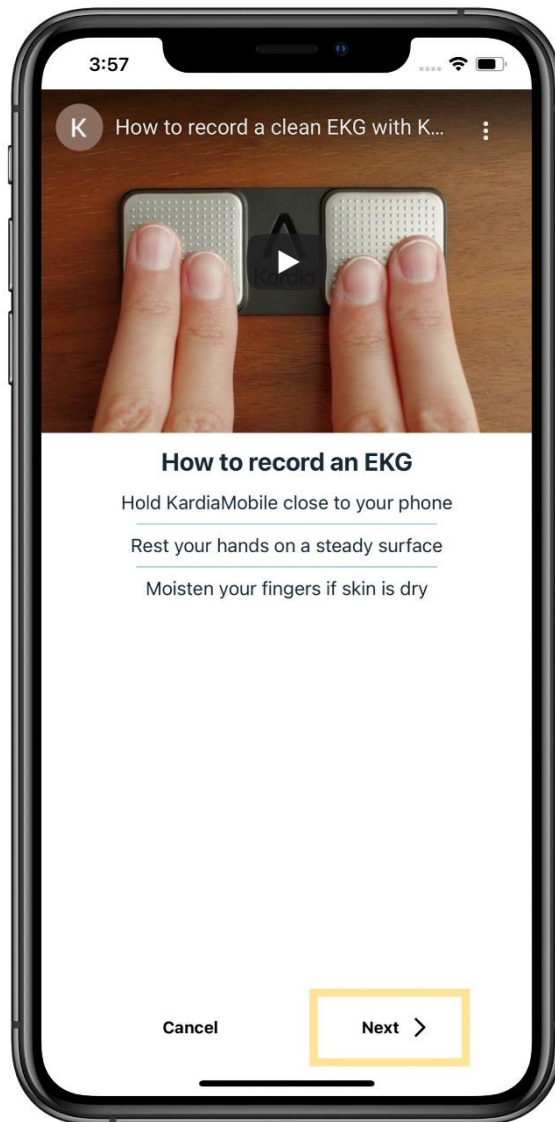 3:57
K How to record a clean EKG with K...
Kardia
How to record an EKG
Hold KardiaMobile close to your phone
Rest your hands on a steady surface
Moisten your fingers if skin is dry
Cancel Next